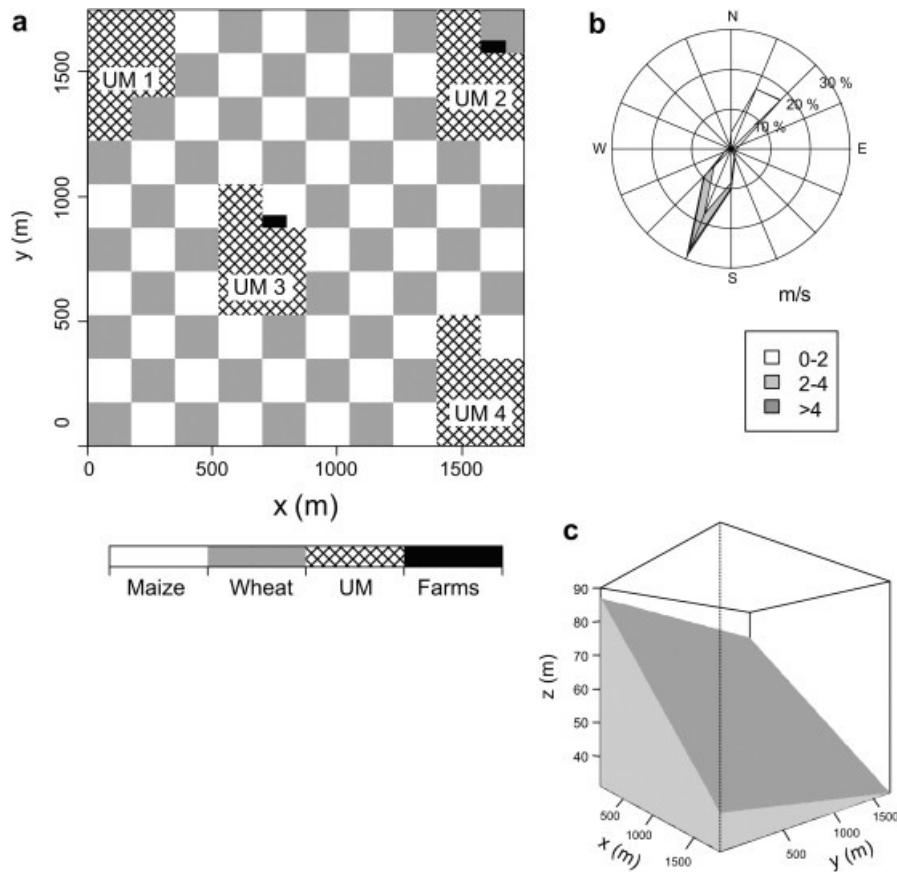 a
y (m)
1500
1000
500
0
UM 1
UM 2
UM 3
UM 4
0 500 1000 1500
x (m)
Maize Wheat UM Farms
b
N
W E
S
10 %
20 %
30 %
m/s
0-2
2-4
>4
c
z (m)
90
80
70
60
50
40
500
1000
1500
x (m)
500
1000
1500
y (m)